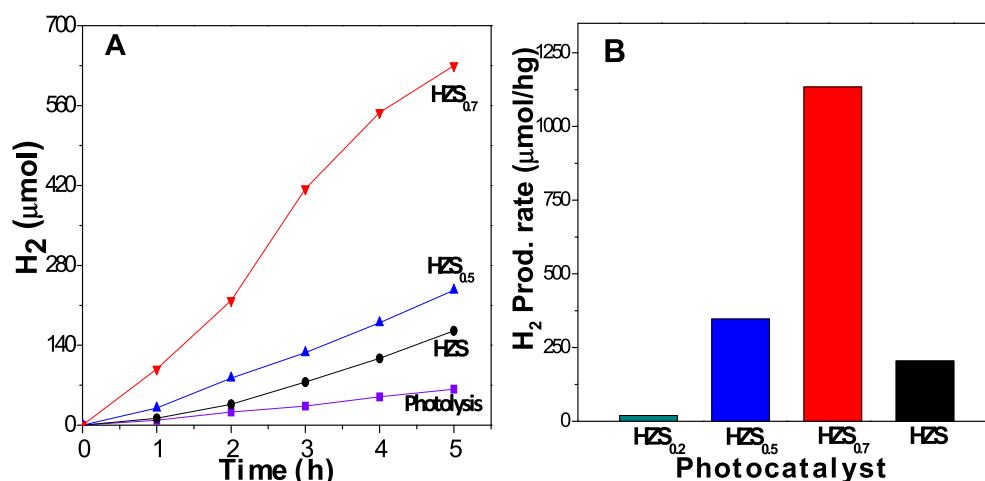 A
700
560
420
280
140
0
H2 (μmol)
HZS0.7
HZS0.5
HZS
Photolysis
0 1 2 3 4 5
Time (h)
B
1250
1000
750
500
250
0
H2 Prod. rate (μmol/hg)
HZS0.2 HZS0.5 HZS0.7 HZS
Photocatalyst